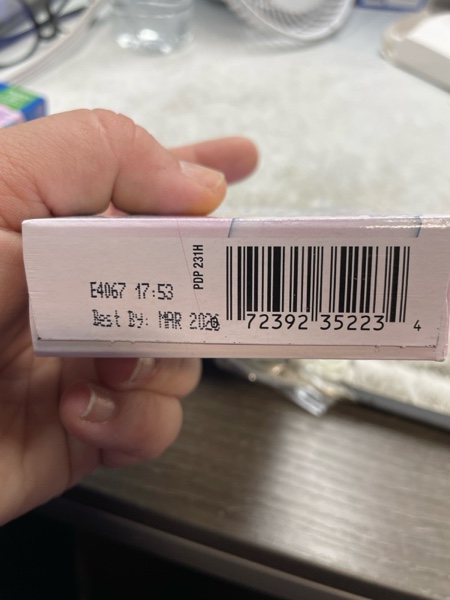 E4067 17:53
Best By: MAR 2026
PDP 231H
72392 35223 4